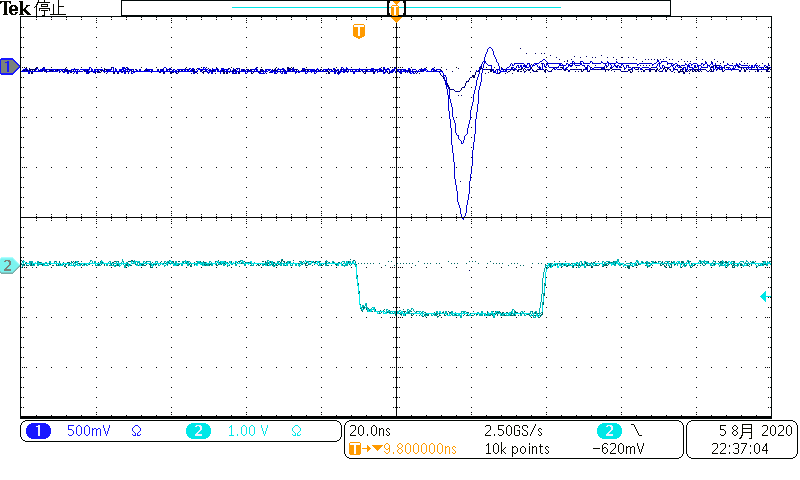 Tek 停止
T
T
1
2
1 500mV Ω 2 1.00 V Ω
20.0ns 2.50GS/s 2 -620mV
T→▼9.800000ns 10k points
5 8月 2020
22:37:04